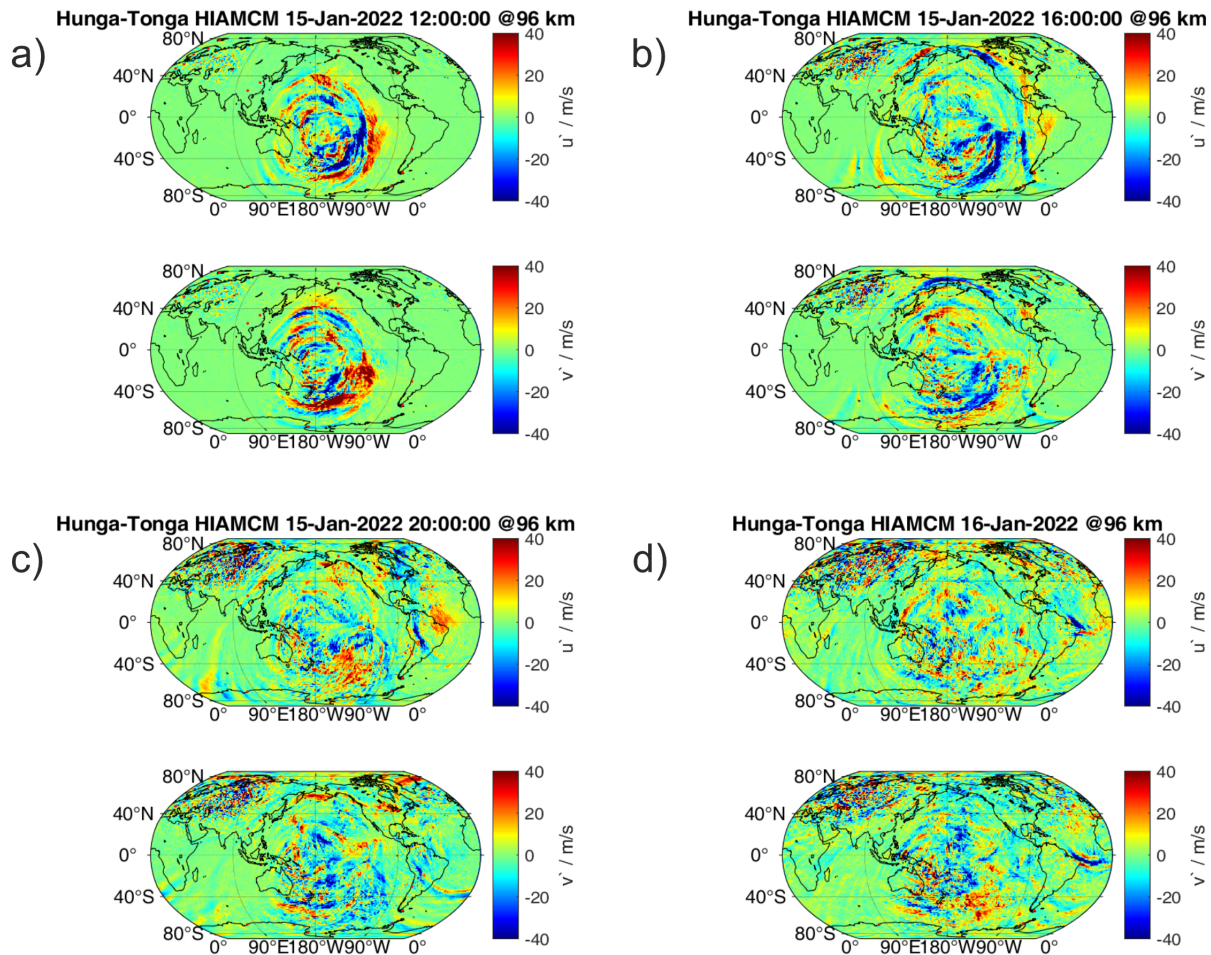 Hunga-Tonga HIAMCM 15-Jan-2022 12:00:00 @96 km
a)
80°N
40°N
0°
40°S
80°S
0° 90°E180°W90°W 0°
40
20
0
-20
-40
u` / m/s
80°N
40°N
0°
40°S
80°S
0° 90°E180°W90°W 0°
40
20
0
-20
-40
v` / m/s
Hunga-Tonga HIAMCM 15-Jan-2022 16:00:00 @96 km
b)
80°N
40°N
0°
40°S
80°S
0° 90°E180°W90°W 0°
40
20
0
-20
-40
u` / m/s
80°N
40°N
0°
40°S
80°S
0° 90°E180°W90°W 0°
40
20
0
-20
-40
v` / m/s
Hunga-Tonga HIAMCM 15-Jan-2022 20:00:00 @96 km
c)
80°N
40°N
0°
40°S
80°S
0° 90°E180°W90°W 0°
40
20
0
-20
-40
u` / m/s
80°N
40°N
0°
40°S
80°S
0° 90°E180°W90°W 0°
40
20
0
-20
-40
v` / m/s
Hunga-Tonga HIAMCM 16-Jan-2022 @96 km
d)
80°N
40°N
0°
40°S
80°S
0° 90°E180°W90°W 0°
40
20
0
-20
-40
u` / m/s
80°N
40°N
0°
40°S
80°S
0° 90°E180°W90°W 0°
40
20
0
-20
-40
v` / m/s